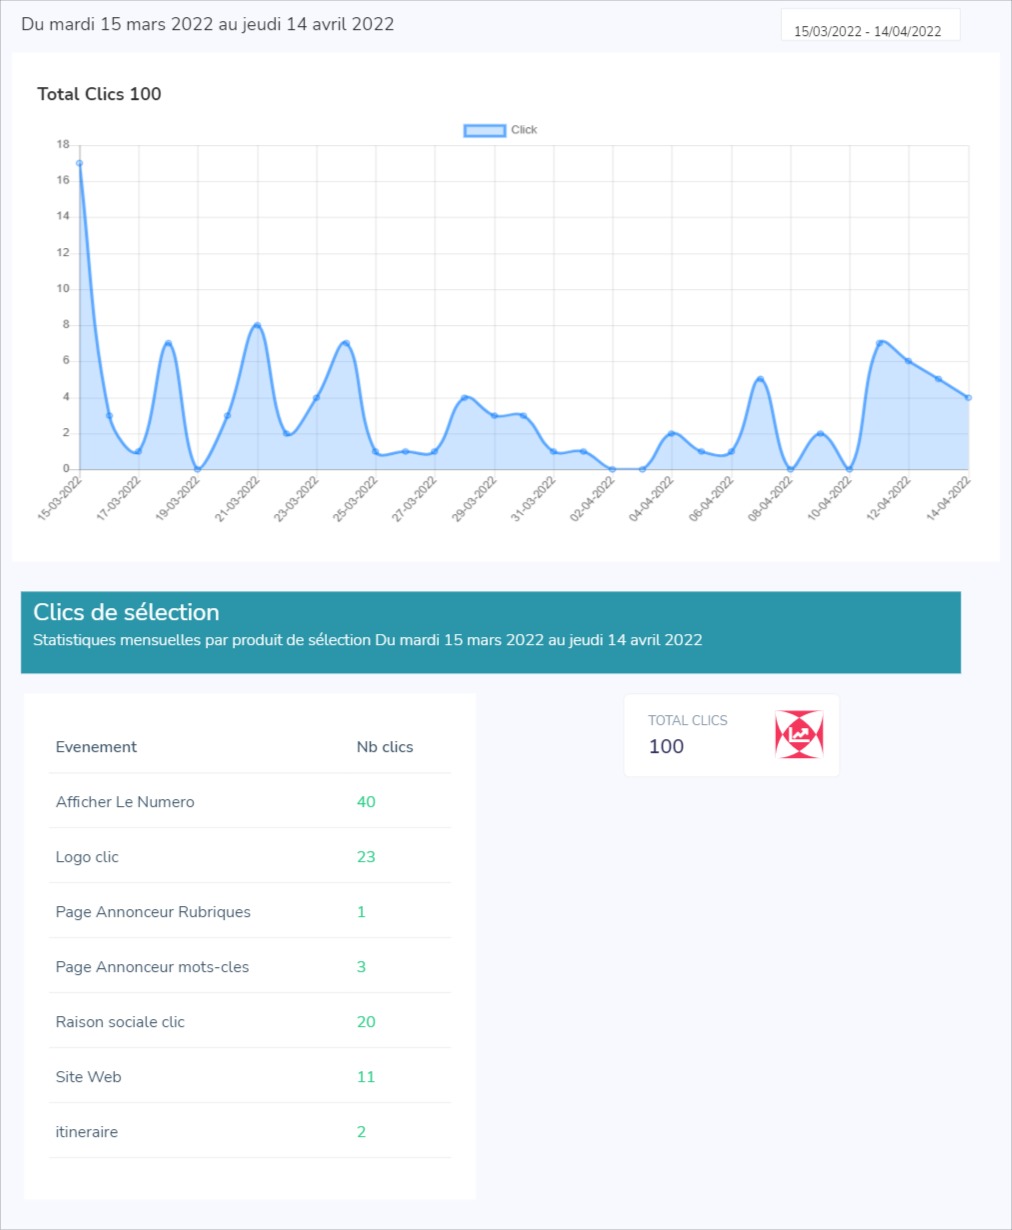 Du mardi 15 mars 2022 au jeudi 14 avril 2022
15/03/2022 - 14/04/2022
Total Clics 100
Click
18
16
14
12
10
8
6
4
2
0
15-03-2022
17-03-2022
19-03-2022
21-03-2022
23-03-2022
25-03-2022
27-03-2022
29-03-2022
31-03-2022
02-04-2022
04-04-2022
06-04-2022
08-04-2022
10-04-2022
12-04-2022
14-04-2022
Clics de sélection
Statistiques mensuelles par produit de sélection Du mardi 15 mars 2022 au jeudi 14 avril 2022
TOTAL CLICS
100
Evenement Nb clics
Afficher Le Numero 40
Logo clic 23
Page Annonceur Rubriques 1
Page Annonceur mots-cles 3
Raison sociale clic 20
Site Web 11
itineraire 2